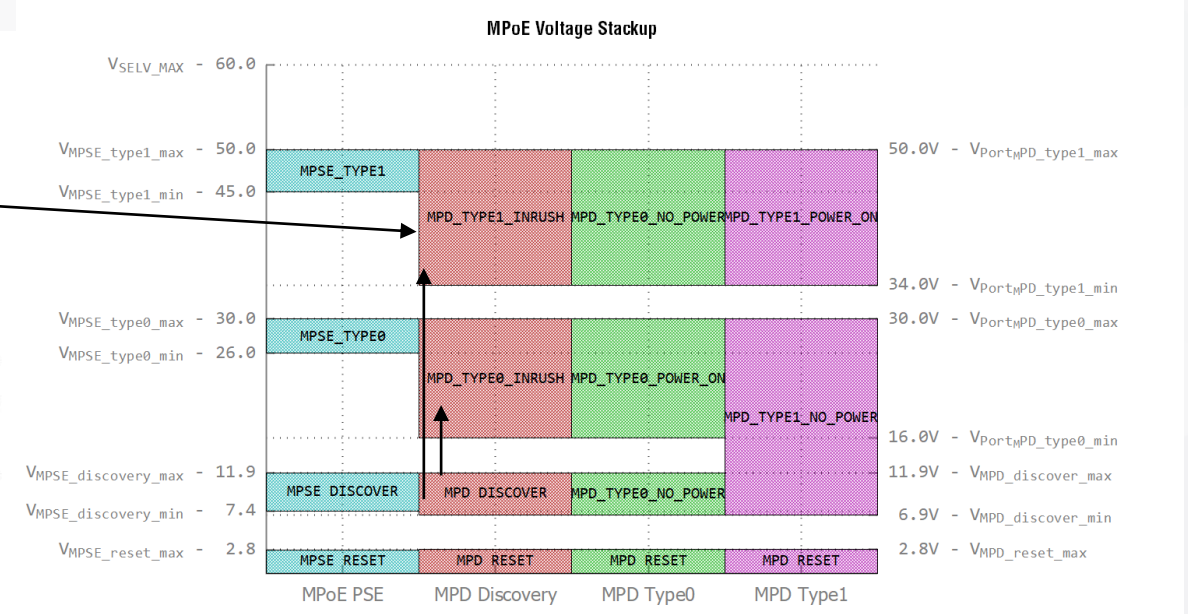 MPoE Voltage Stackup
VSELV_MAX - 60.0
VMPSE_type1_max - 50.0
50.0V - VPortMPD_type1_max
MPSE_TYPE1
VMPSE_type1_min - 45.0
MPD_TYPE1_INRUSH MPD_TYPE0_NO_POWER MPD_TYPE1_POWER_ON
34.0V - VPortMPD_type1_min
VMPSE_type0_max - 30.0
30.0V - VPortMPD_type0_max
MPSE_TYPE0
VMPSE_type0_min - 26.0
MPD_TYPE0_INRUSH MPD_TYPE0_POWER_ON
MPD_TYPE1_NO_POWER
16.0V - VPortMPD_type0_min
VMPSE_discovery_max - 11.9
11.9V - VMPD_discover_max
MPSE DISCOVER MPD DISCOVER MPD_TYPE0_NO_POWER
VMPSE_discovery_min - 7.4
6.9V - VMPD_discover_min
VMPSE_reset_max - 2.8
2.8V - VMPD_reset_max
MPSE RESET MPD RESET MPD RESET MPD RESET
MPoE PSE MPD Discovery MPD Type0 MPD Type1